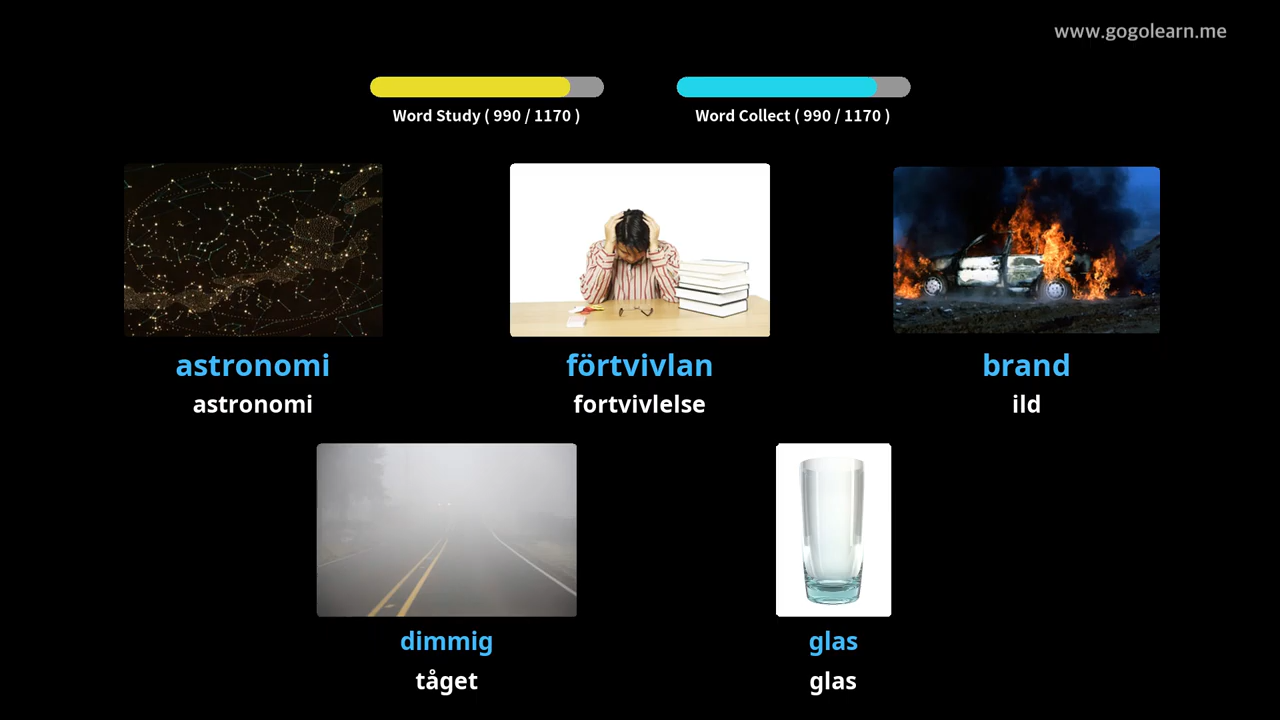 www.gogolearn.me
Word Study ( 990 / 1170 )
Word Collect ( 990 / 1170 )
astronomi
astronomi
förtvivlan
fortvivlelse
brand
ild
dimmig
tåget
glas
glas